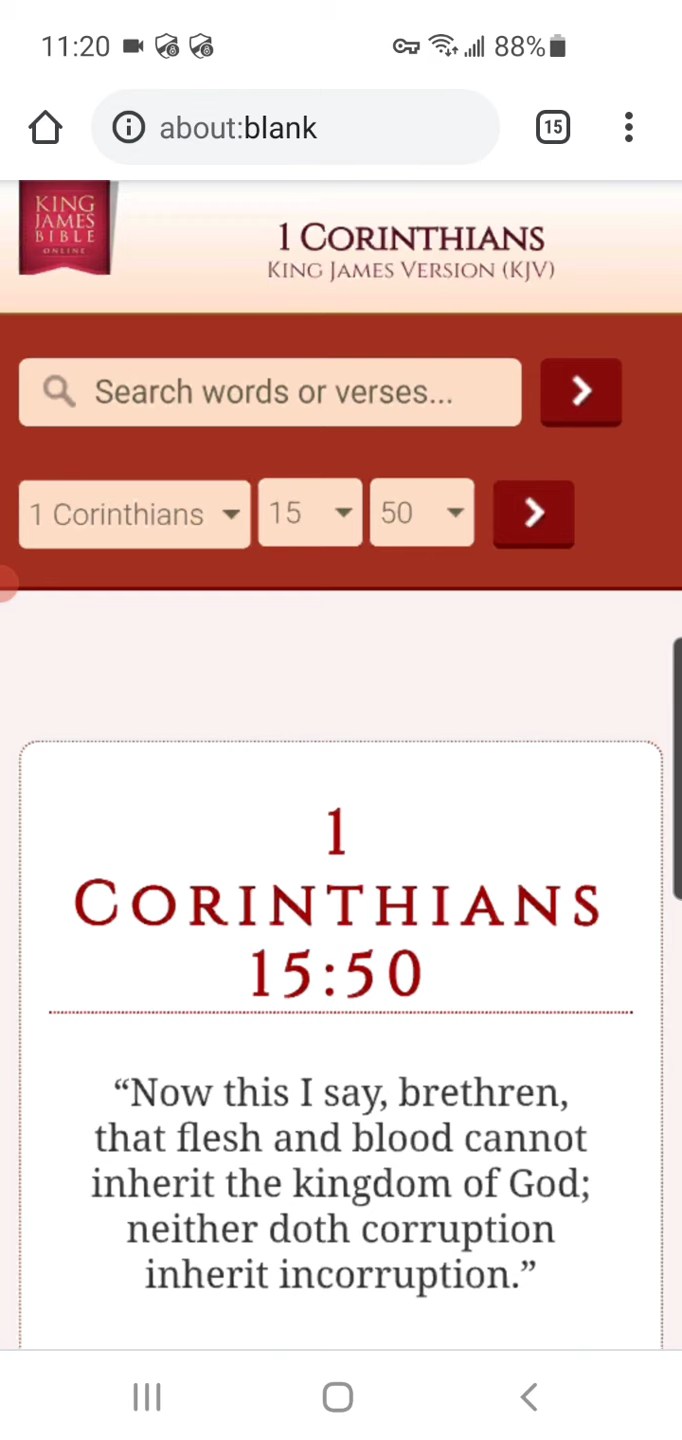 11:20 88%
about:blank 15
KING
JAMES
BIBLE
ONLINE
1 CORINTHIANS
KING JAMES VERSION (KJV)
Search words or verses...
1 Corinthians 15 50
1
CORINTHIANS
15:50
“Now this I say, brethren,
that flesh and blood cannot
inherit the kingdom of God;
neither doth corruption
inherit incorruption.”